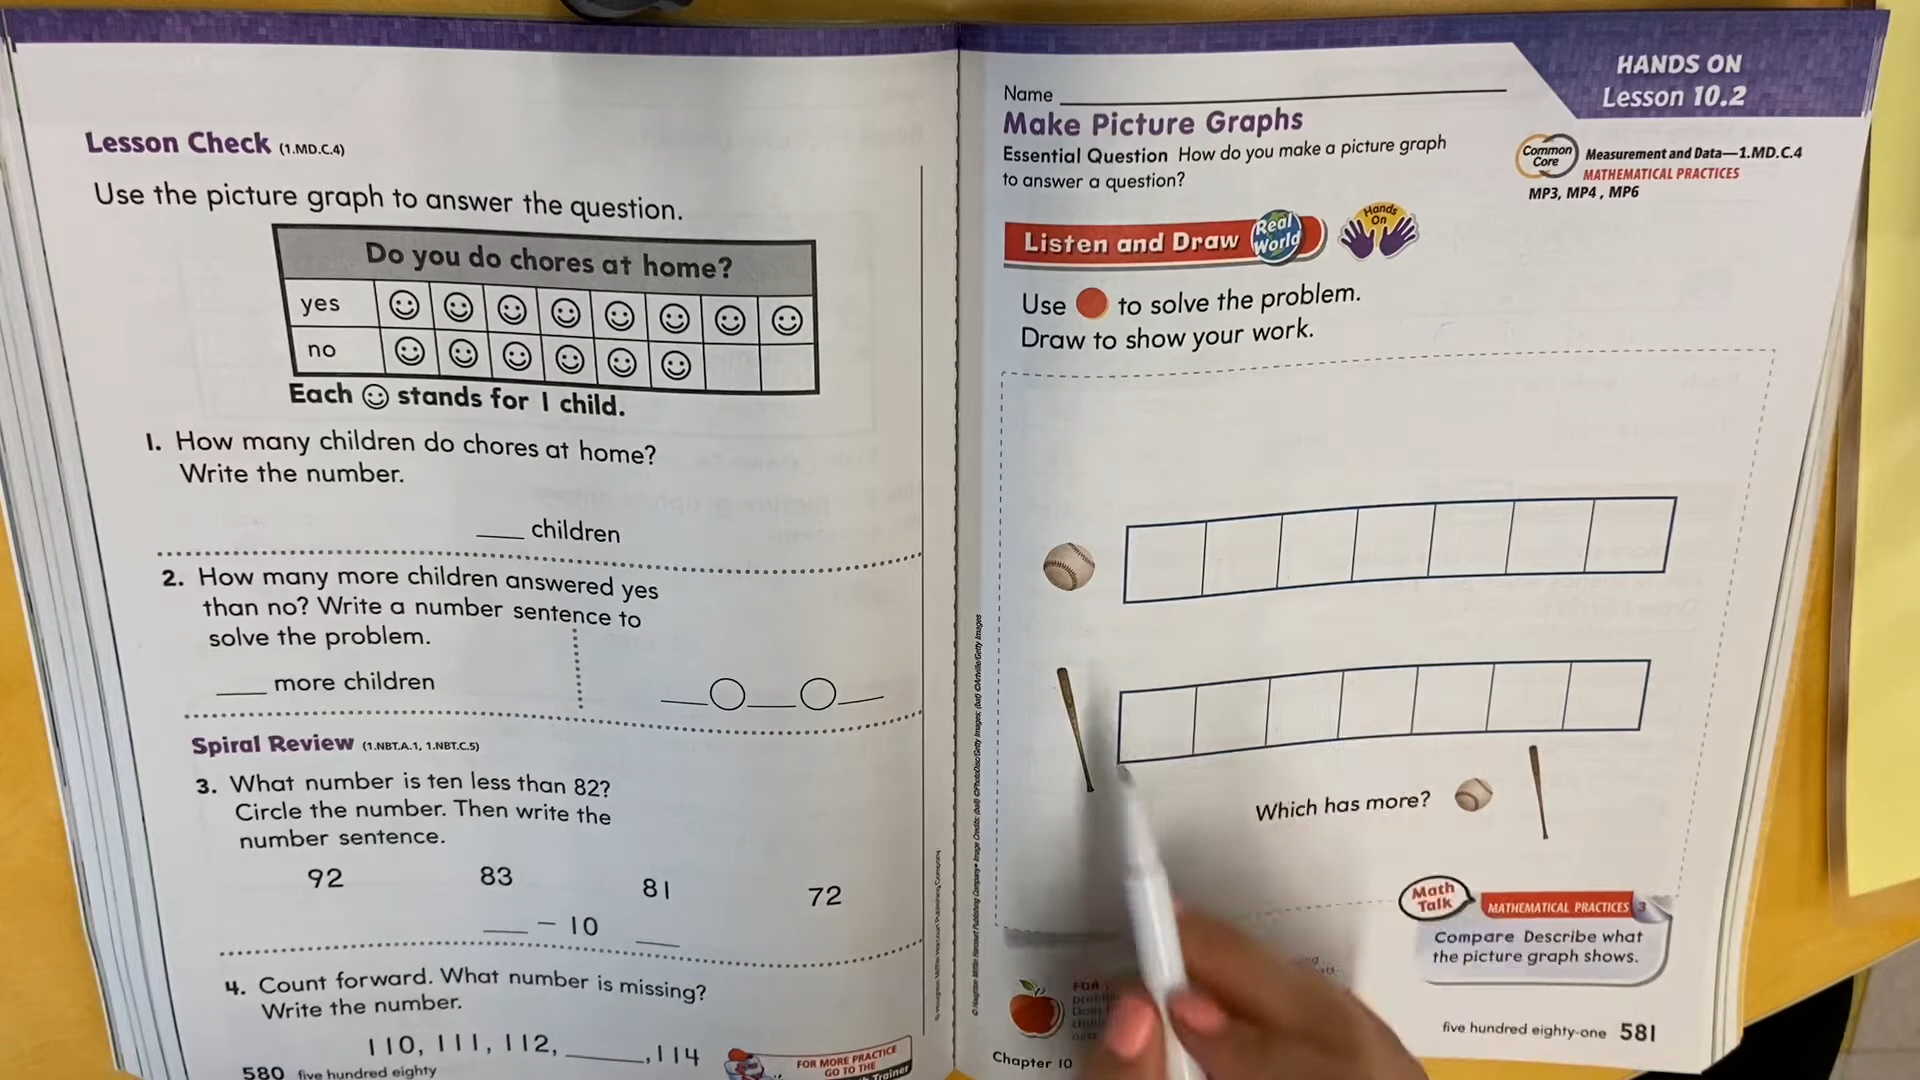 Lesson Check (1.MD.C.4)
Use the picture graph to answer the question.
Do you do chores at home?
yes
no
Each ☺ stands for 1 child.
1. How many children do chores at home?
Write the number.
___ children
2. How many more children answered yes
than no? Write a number sentence to
solve the problem.
___ more children
Spiral Review (1.NBT.A.1, 1.NBT.C.5)
3. What number is ten less than 82?
Circle the number. Then write the
number sentence.
92 83 81 72
___ − 10 ___
4. Count forward. What number is missing?
Write the number.
110, 111, 112, ______, 114
580 five hundred eighty
FOR MORE PRACTICE
GO TO THE
Trainer
HANDS ON
Lesson 10.2
Name
Make Picture Graphs
Essential Question How do you make a picture graph
to answer a question?
Common
Core
Measurement and Data—1.MD.C.4
MATHEMATICAL PRACTICES
MP3, MP4, MP6
Listen and Draw
Real
World
Hands
On
Use to solve the problem.
Draw to show your work.
Which has more?
Math
Talk
MATHEMATICAL PRACTICES 3
Compare Describe what
the picture graph shows.
FOR
Chapter 10
five hundred eighty-one 581